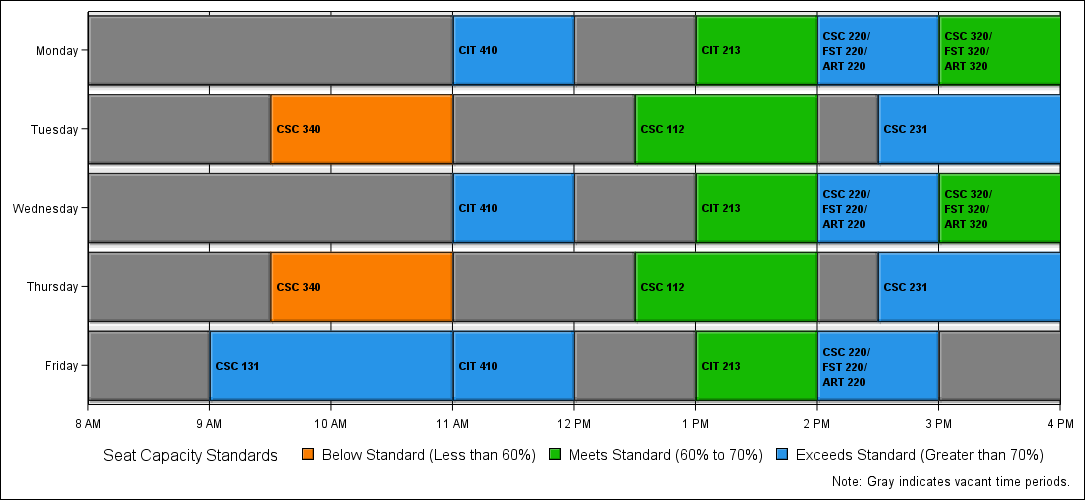 Monday
CIT 410
CIT 213
CSC 220/
FST 220/
ART 220
CSC 320/
FST 320/
ART 320
Tuesday
CSC 340
CSC 112
CSC 231
Wednesday
CIT 410
CIT 213
CSC 220/
FST 220/
ART 220
CSC 320/
FST 320/
ART 320
Thursday
CSC 340
CSC 112
CSC 231
Friday
CSC 131
CIT 410
CIT 213
CSC 220/
FST 220/
ART 220
8 AM 9 AM 10 AM 11 AM 12 PM 1 PM 2 PM 3 PM 4 PM
Seat Capacity Standards Below Standard (Less than 60%) Meets Standard (60% to 70%) Exceeds Standard (Greater than 70%)
Note: Gray indicates vacant time periods.